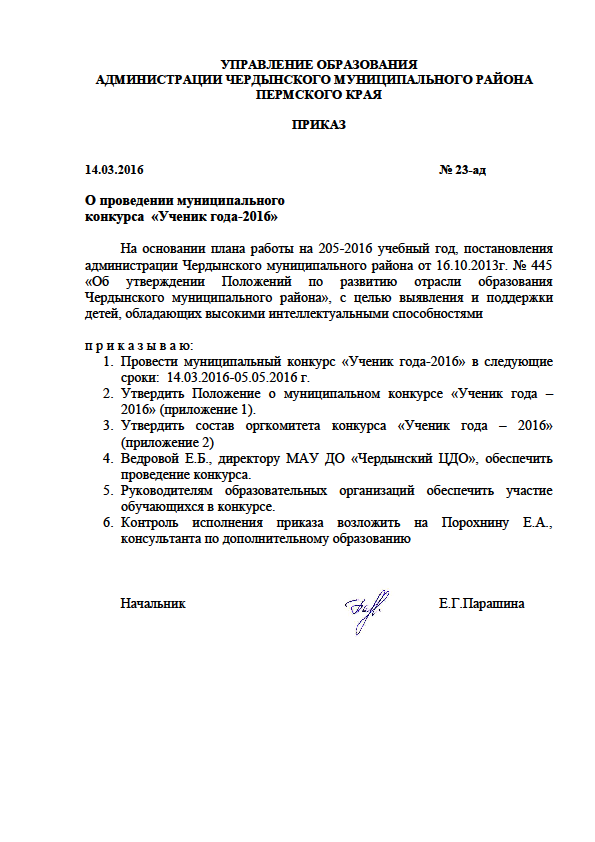 УПРАВЛЕНИЕ ОБРАЗОВАНИЯ
АДМИНИСТРАЦИИ ЧЕРДЫНСКОГО МУНИЦИПАЛЬНОГО РАЙОНА
ПЕРМСКОГО КРАЯ
ПРИКАЗ
14.03.2016 № 23-ад
О проведении муниципального
конкурса «Ученик года-2016»
На основании плана работы на 205-2016 учебный год, постановления
администрации Чердынского муниципального района от 16.10.2013г. № 445
«Об утверждении Положений по развитию отрасли образования
Чердынского муниципального района», с целью выявления и поддержки
детей, обладающих высокими интеллектуальными способностями
п р и к а з ы в а ю:
1. Провести муниципальный конкурс «Ученик года-2016» в следующие
сроки: 14.03.2016-05.05.2016 г.
2. Утвердить Положение о муниципальном конкурсе «Ученик года –
2016» (приложение 1).
3. Утвердить состав оргкомитета конкурса «Ученик года – 2016»
(приложение 2)
4. Ведровой Е.Б., директору МАУ ДО «Чердынский ЦДО», обеспечить
проведение конкурса.
5. Руководителям образовательных организаций обеспечить участие
обучающихся в конкурсе.
6. Контроль исполнения приказа возложить на Порохнину Е.А.,
консультанта по дополнительному образованию
Начальник Е.Г.Парашина